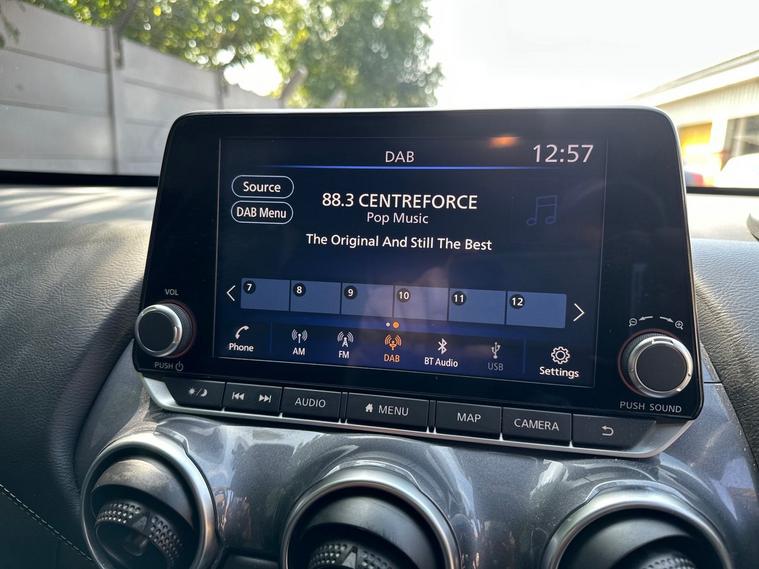 DAB
12:57
Source
DAB Menu
88.3 CENTREFORCE
Pop Music
The Original And Still The Best
7 8 9 10 11 12
Phone
AM
FM
DAB
BT Audio
USB
Settings
VOL
PUSH
PUSH SOUND
AUDIO
MENU
MAP
CAMERA